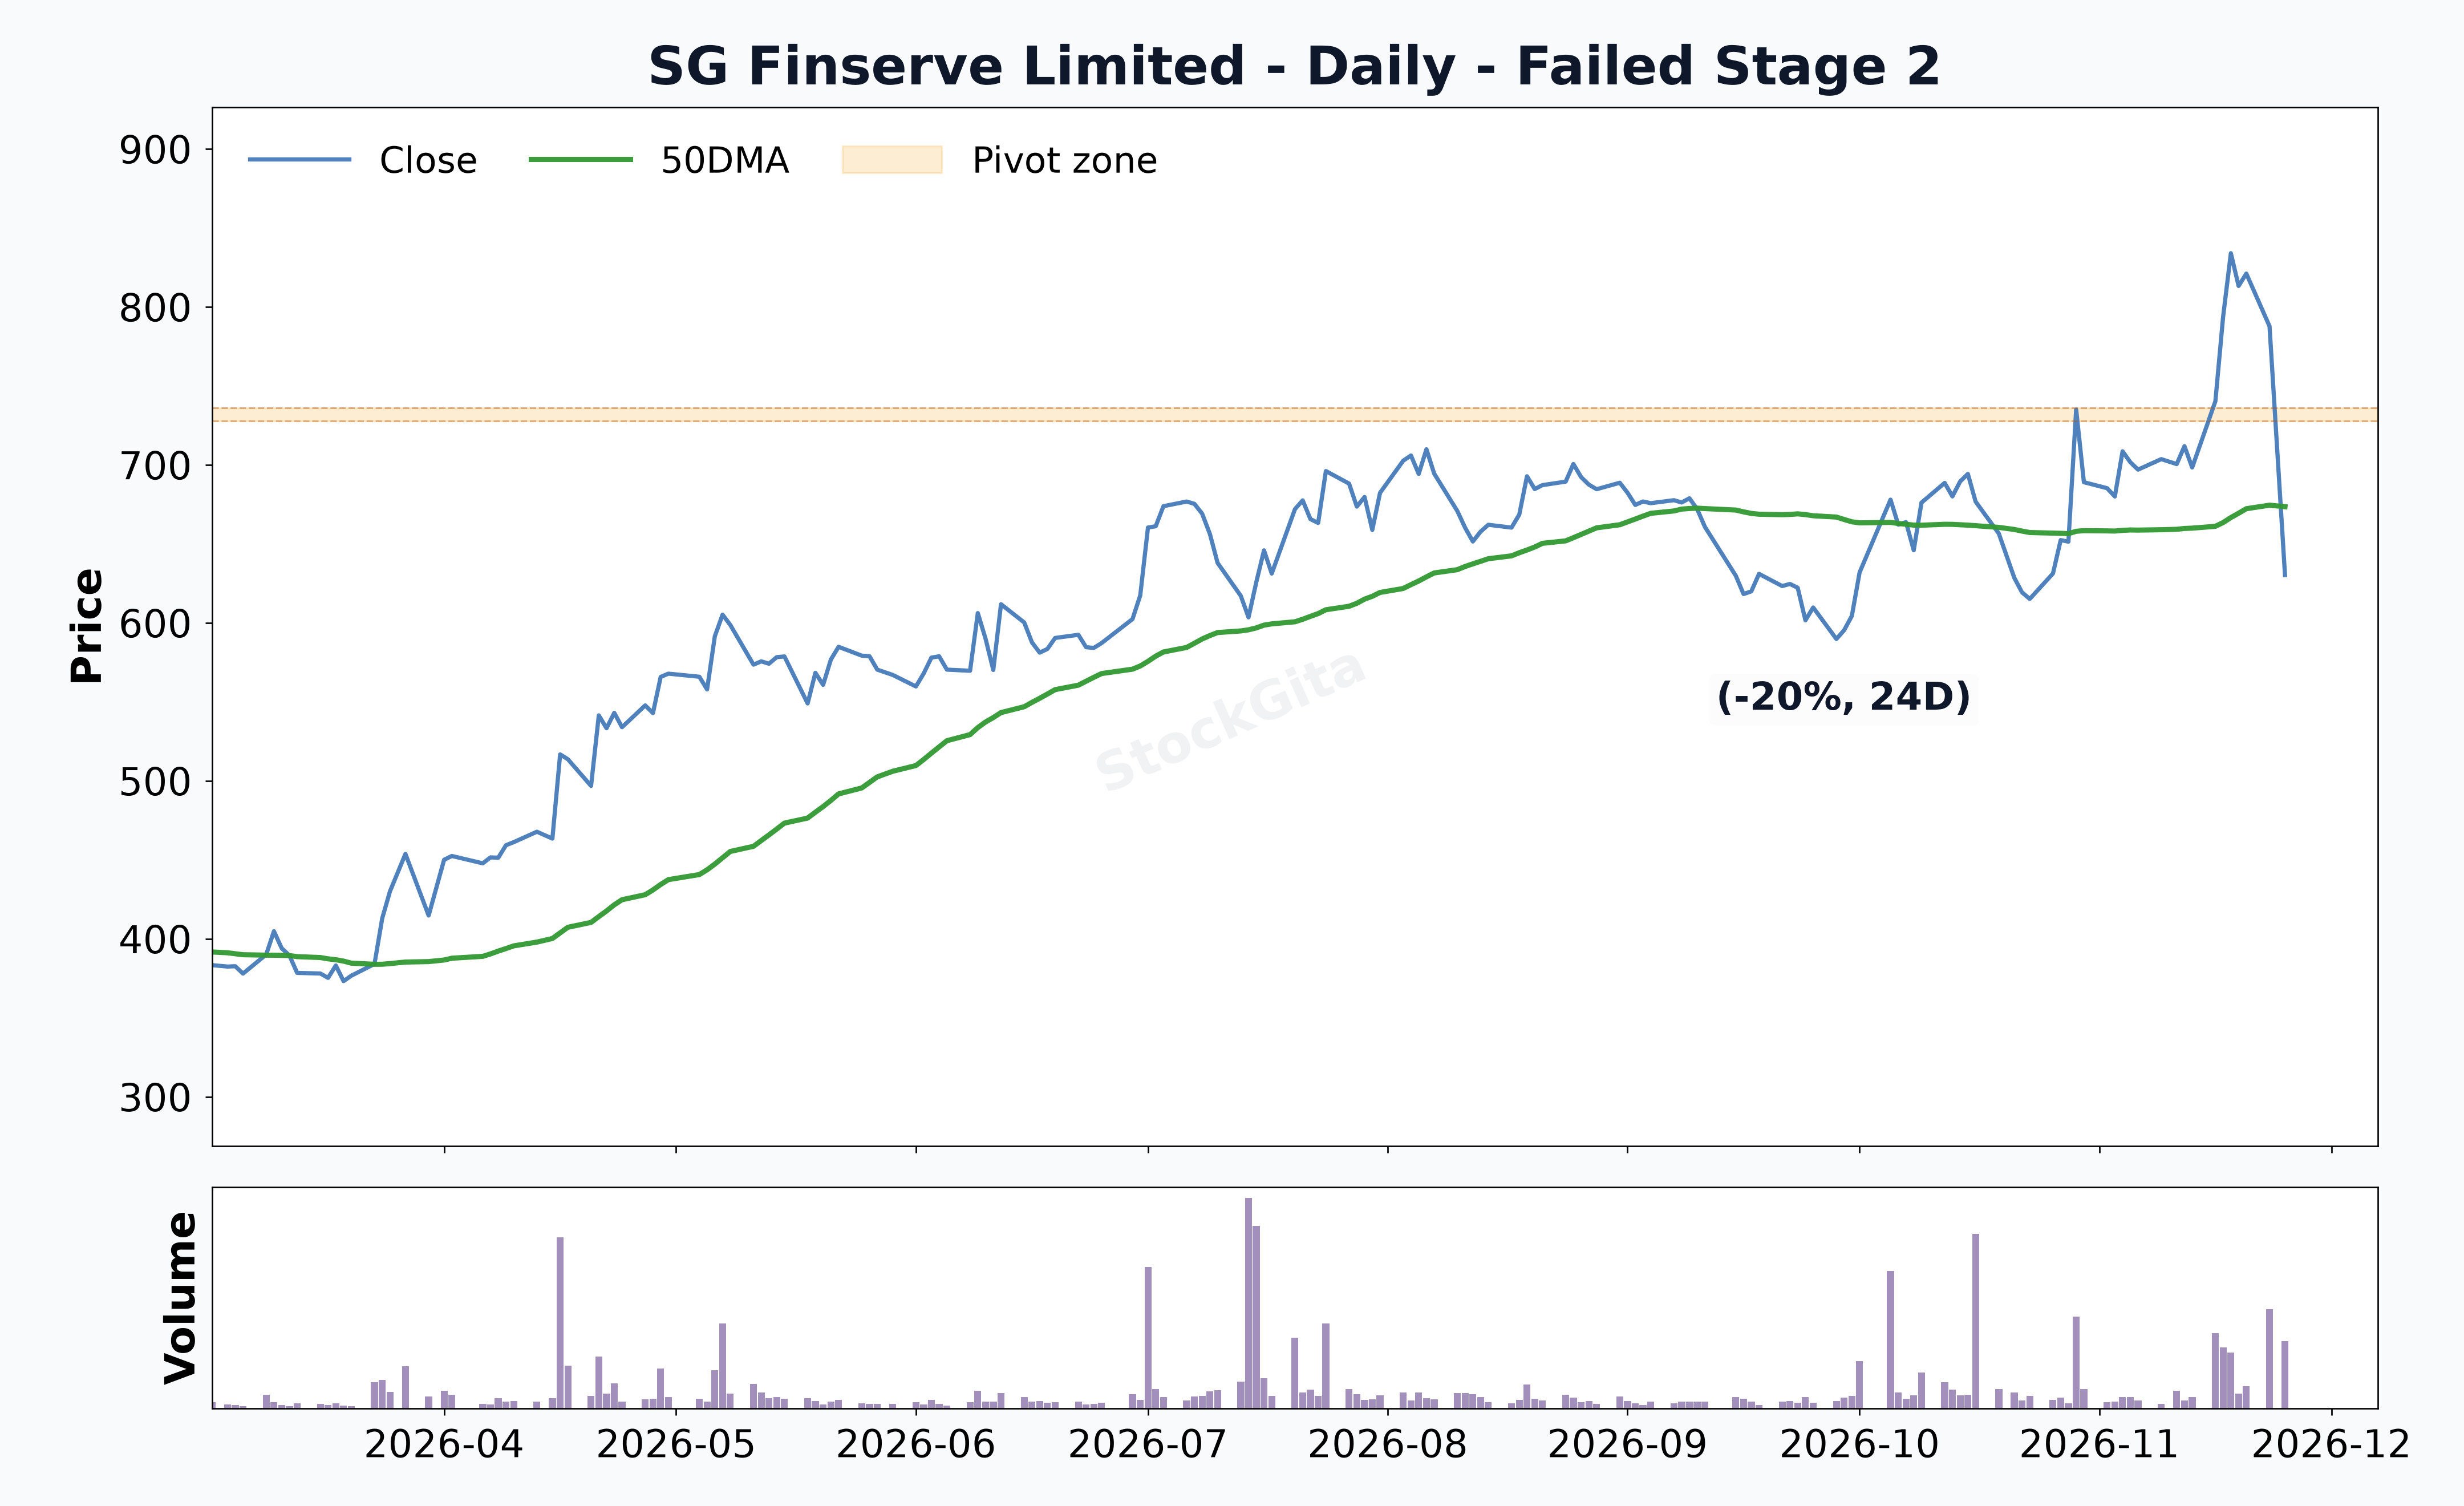 SG Finserve Limited - Daily - Failed Stage 2
Close
50DMA
Pivot zone
900
800
700
600
500
400
300
Price
StockGita
(-20%, 24D)
Volume
2026-04
2026-05
2026-06
2026-07
2026-08
2026-09
2026-10
2026-11
2026-12